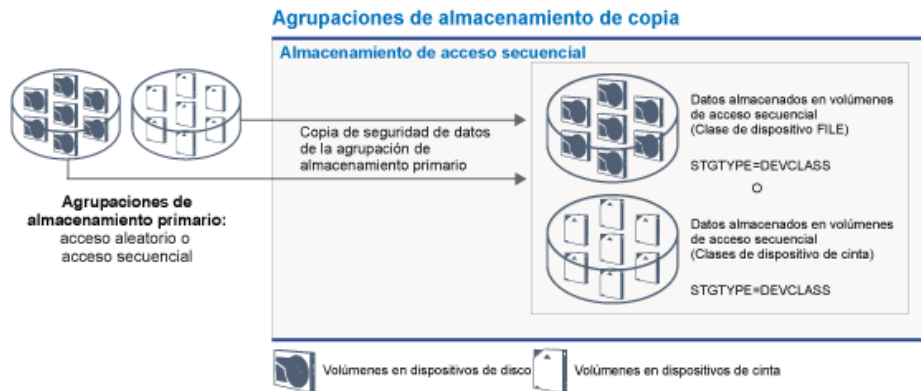 Agrupaciones de almacenamiento de copia
Almacenamiento de acceso secuencial
Copia de seguridad de datos
de la agrupación de
almacenamiento primario
Agrupaciones de
almacenamiento primario:
acceso aleatorio o
acceso secuencial
Datos almacenados en volúmenes
de acceso secuencial
(Clase de dispositivo FILE)
STGTYPE=DEVCLASS
O
Datos almacenados en volúmenes
de acceso secuencial
(Clases de dispositivo de cinta)
STGTYPE=DEVCLASS
Volúmenes en dispositivos de disco
Volúmenes en dispositivos de cinta